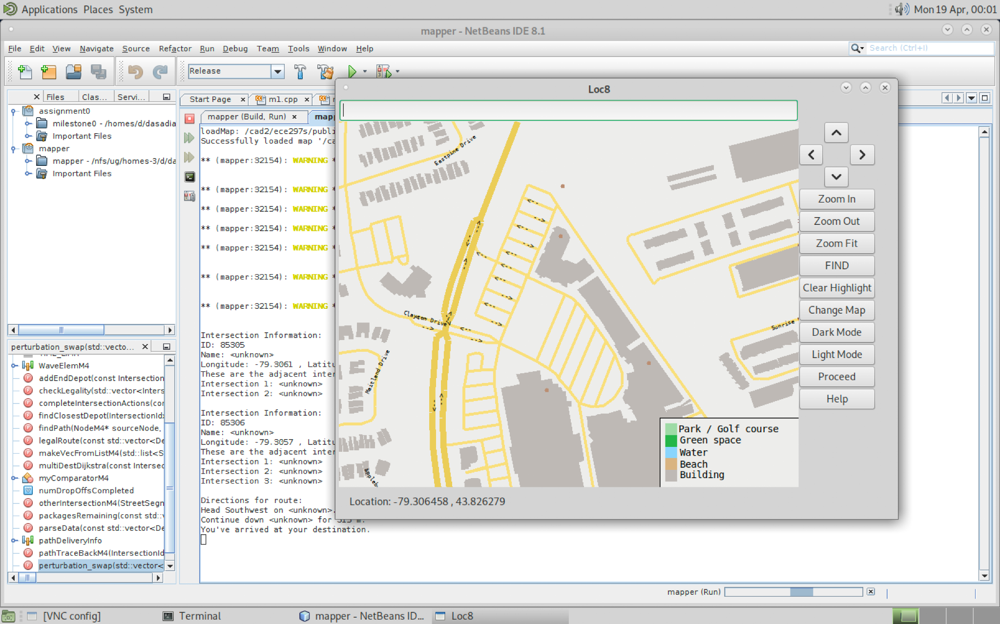 Applications Places System
Mon 19 Apr, 00:01
mapper - NetBeans IDE 8.1
File Edit View Navigate Source Refactor Run Debug Team Tools Window Help
Search (Ctrl+I)
Release
Files Clas... Servi...
Start Page m1.cpp
mapper (Build, Run)
assignment0
milestone0 - /homes/d/dasadia
Important Files
mapper
mapper - /nfs/ug/homes-3/d/da
Important Files
perturbation_swap(std::vecto...
WaveElemM4
addEndDepot(const Intersection
checkLegality(std::vector<Inters
completeIntersectionActions(cor
findClosestDepot(IntersectionIdx
findPath(NodeM4* sourceNode,
legalRoute(const std::vector<De
makeVecFromListM4(std::list<S
multiDestDijkstra(const Intersec
myComparatorM4
numDropOffsCompleted
otherIntersectionM4(StreetSegn
packagesRemaining(const std::v
parseData(const std::vector<De
pathDeliveryInfo
pathTraceBackM4(IntersectionId
perturbation_swap(std::vector<
loadMap: /cad2/ece297s/publi
Successfully loaded map '/ca
** (mapper:32154): WARNING *
** (mapper:32154): WARNING *
** (mapper:32154): WARNING *
** (mapper:32154): WARNING *
** (mapper:32154): WARNING *
** (mapper:32154): WARNING *
** (mapper:32154): WARNING *
Intersection Information:
ID: 85305
Name: <unknown>
Longitude: -79.3061 , Latitu
These are the adjacent inter
Intersection 1: <unknown>
Intersection 2: <unknown>
Intersection Information:
ID: 85306
Name: <unknown>
Longitude: -79.3057 , Latitu
These are the adjacent inter
Intersection 1: <unknown>
Intersection 2: <unknown>
Intersection 3: <unknown>
Directions for route:
Head Southwest on <unknown>.
Continue down <unknown> for 315 m.
You've arrived at your destination.
Loc8
Eastpine Drive
Clayton Drive
Maitland Drive
Appleb
Sunrise
Zoom In
Zoom Out
Zoom Fit
FIND
Clear Highlight
Change Map
Dark Mode
Light Mode
Proceed
Help
Park / Golf course
Green space
Water
Beach
Building
Location: -79.306458 , 43.826279
mapper (Run)
[VNC config]
Terminal
mapper - NetBeans ID...
Loc8